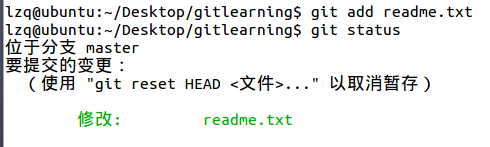 lzq@ubuntu:~/Desktop/gitlearning$ git add readme.txt
lzq@ubuntu:~/Desktop/gitlearning$ git status
位于分支 master
要提交的变更：
（使用 "git reset HEAD <文件>..." 以取消暂存）
修改: readme.txt